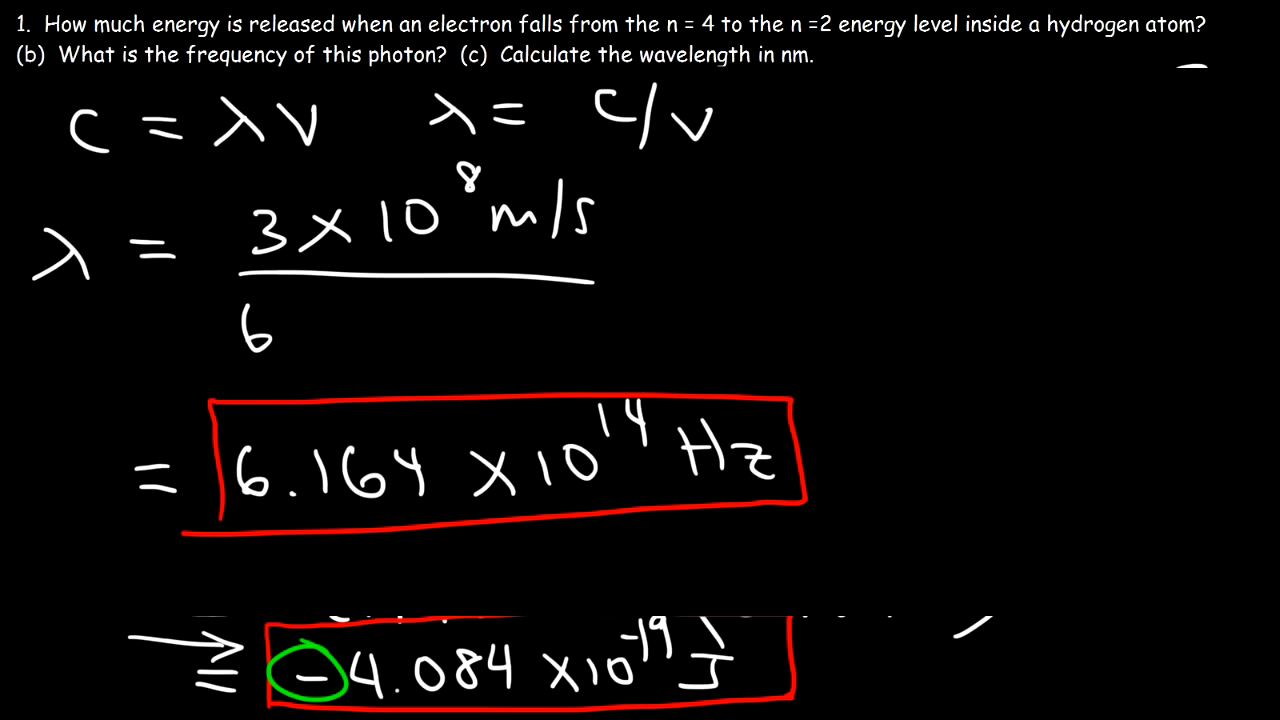 1. How much energy is released when an electron falls from the n = 4 to the n =2 energy level inside a hydrogen atom?
(b) What is the frequency of this photon? (c) Calculate the wavelength in nm.
c = λν λ = c/ν
λ = 3 × 10⁸ m/s
6
= 6.164 × 10¹⁴ Hz
= -4.084 × 10⁻¹⁹ J